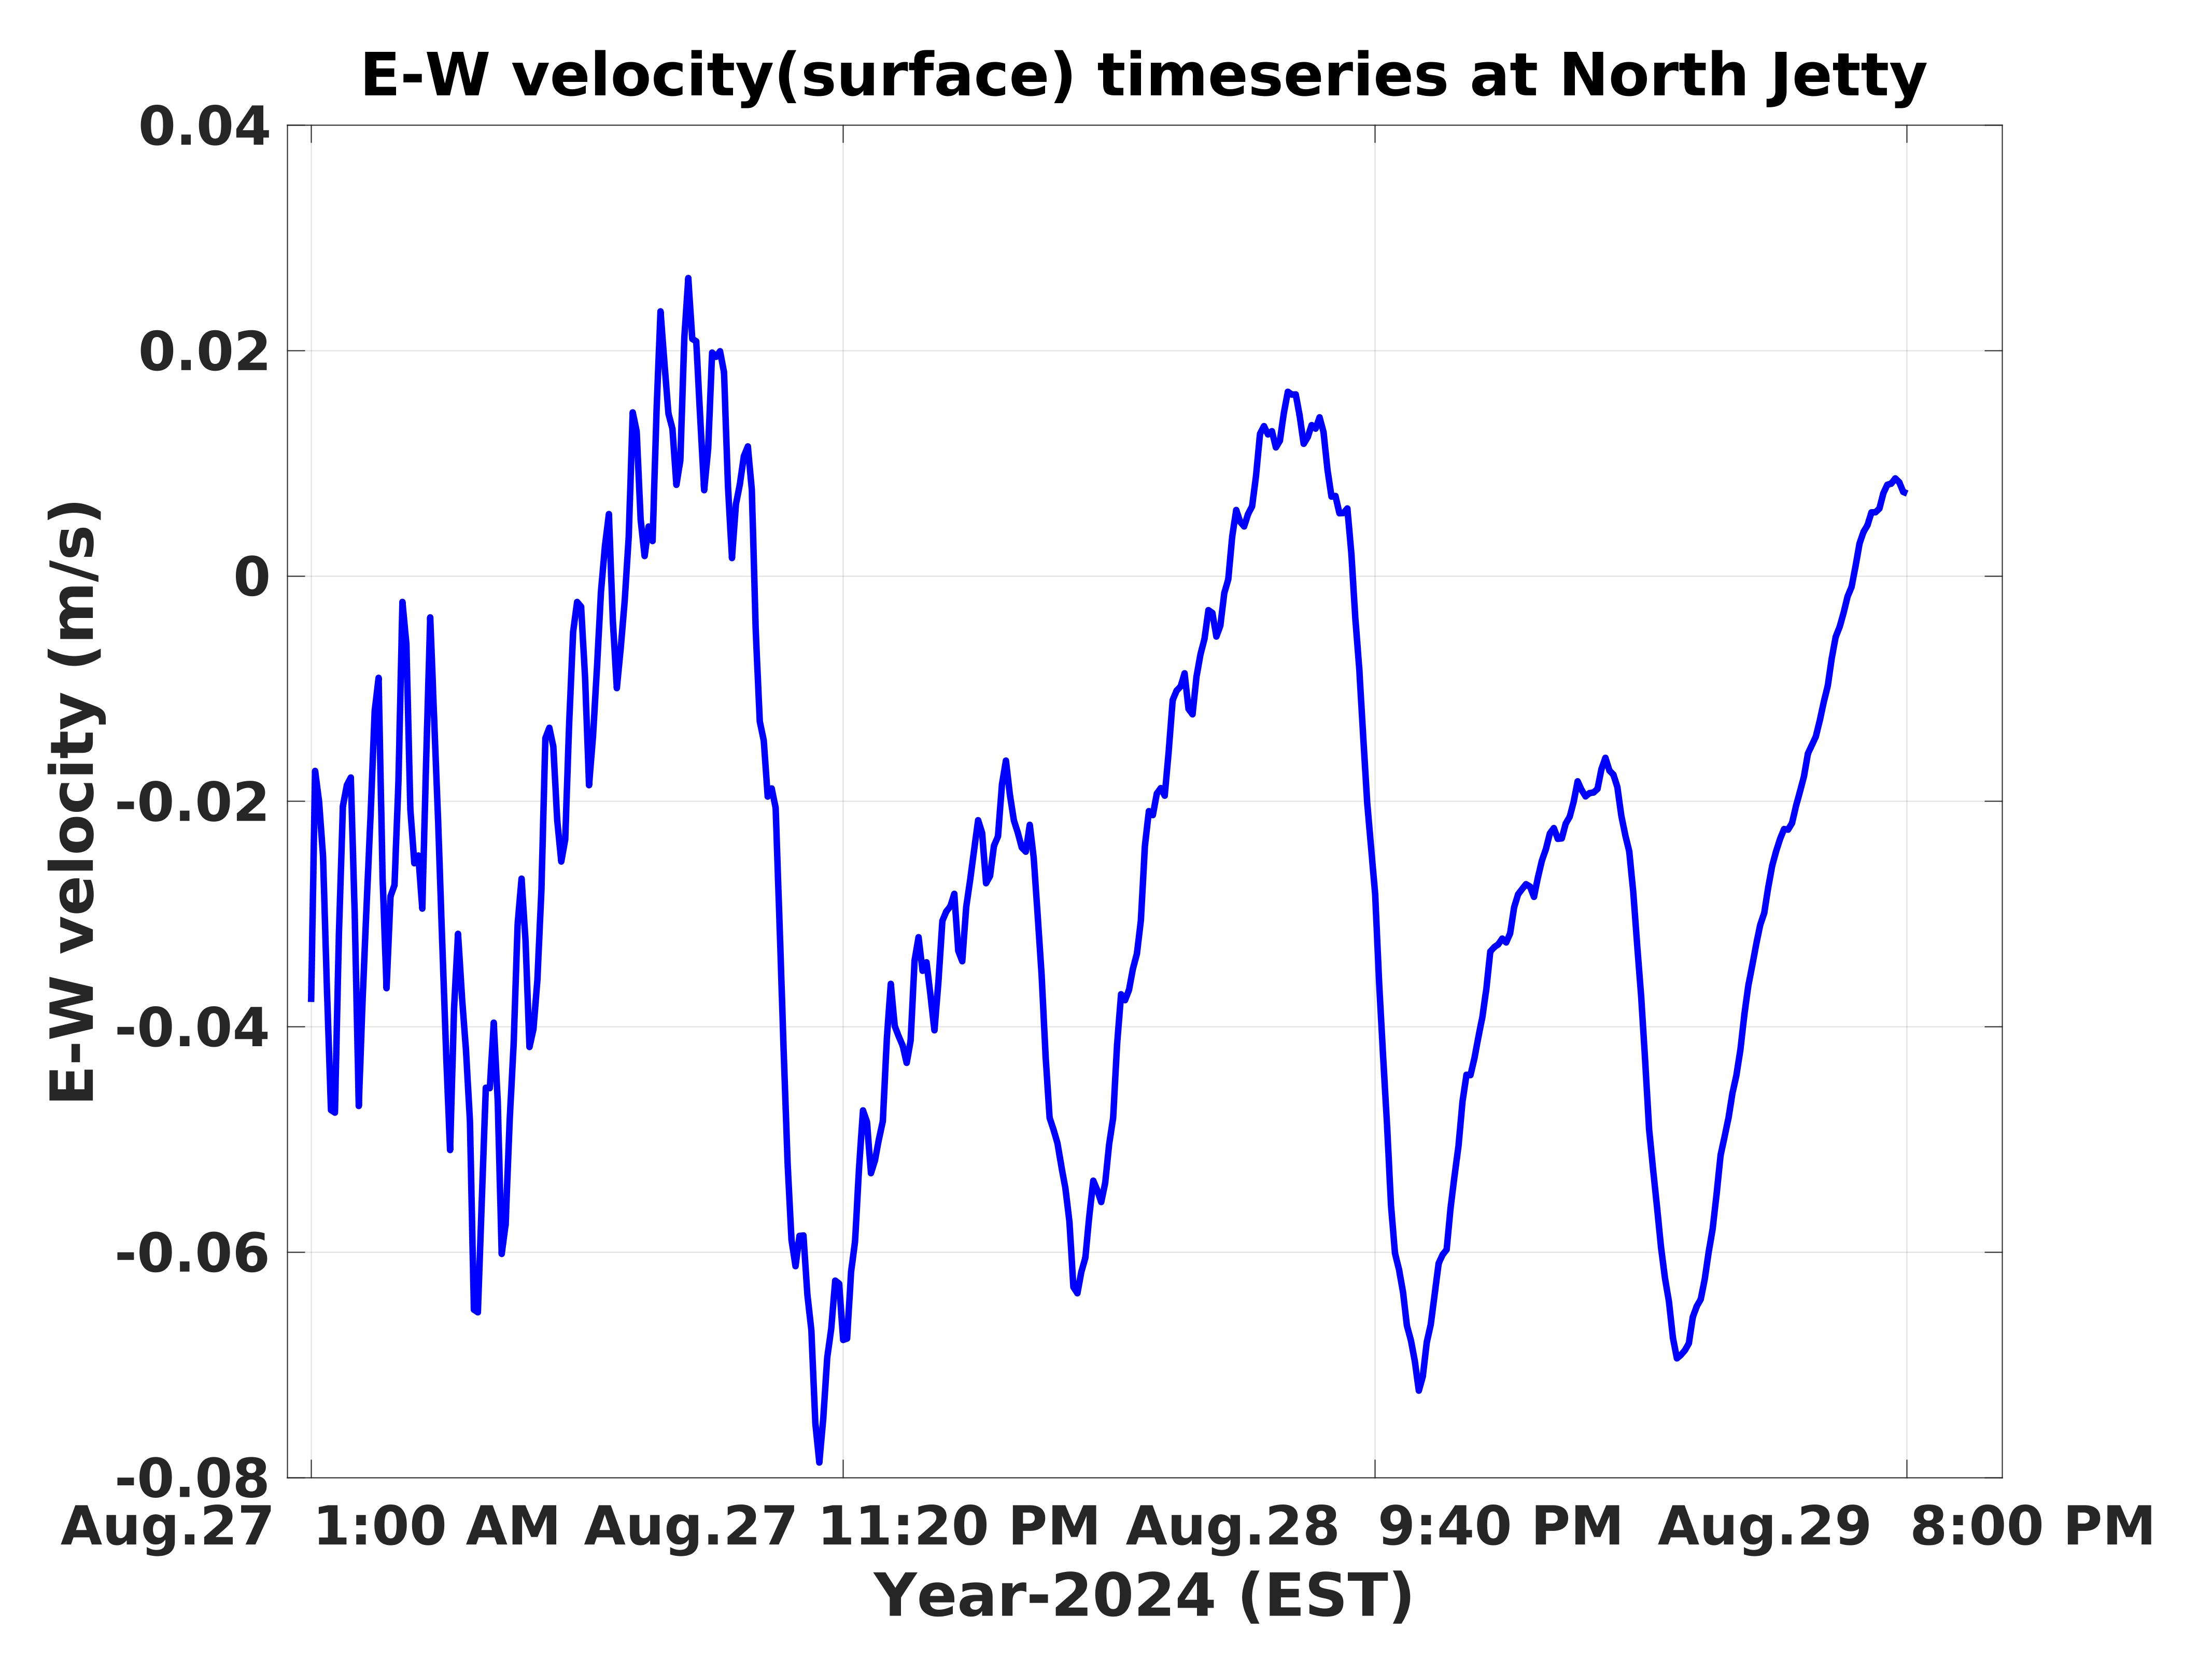 E-W velocity(surface) timeseries at North Jetty
E-W velocity (m/s)
0.04
0.02
0
-0.02
-0.04
-0.06
-0.08
Aug.27 1:00 AM Aug.27 11:20 PM Aug.28 9:40 PM Aug.29 8:00 PM
Year-2024 (EST)